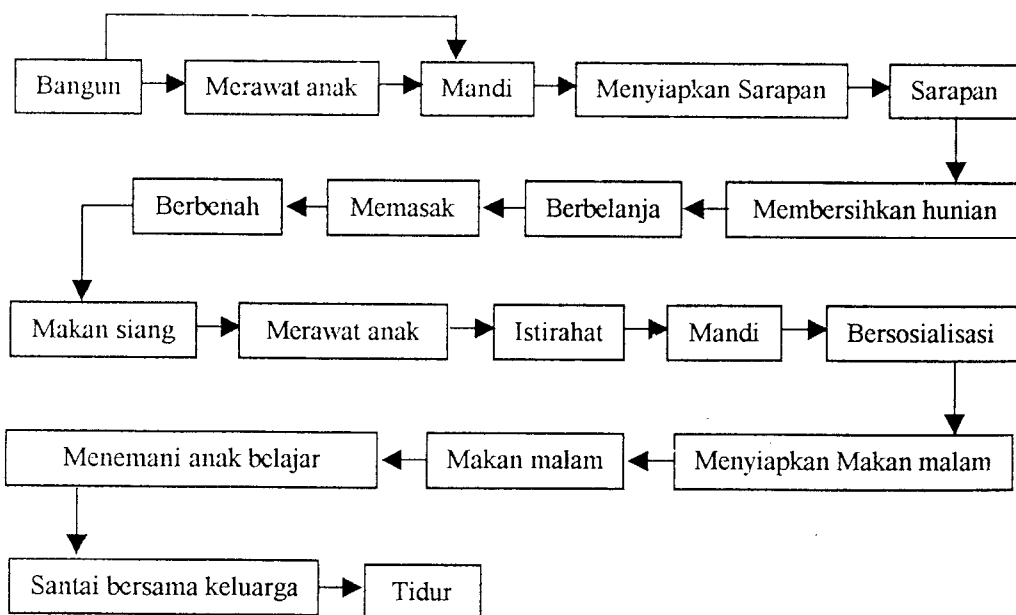 Bangun
Merawat anak
Mandi
Menyiapkan Sarapan
Sarapan
Membersihkan hunian
Berbelanja
Memasak
Berbenah
Makan siang
Merawat anak
Istirahat
Mandi
Bersosialisasi
Menyiapkan Makan malam
Makan malam
Menemani anak belajar
Santai bersama keluarga
Tidur